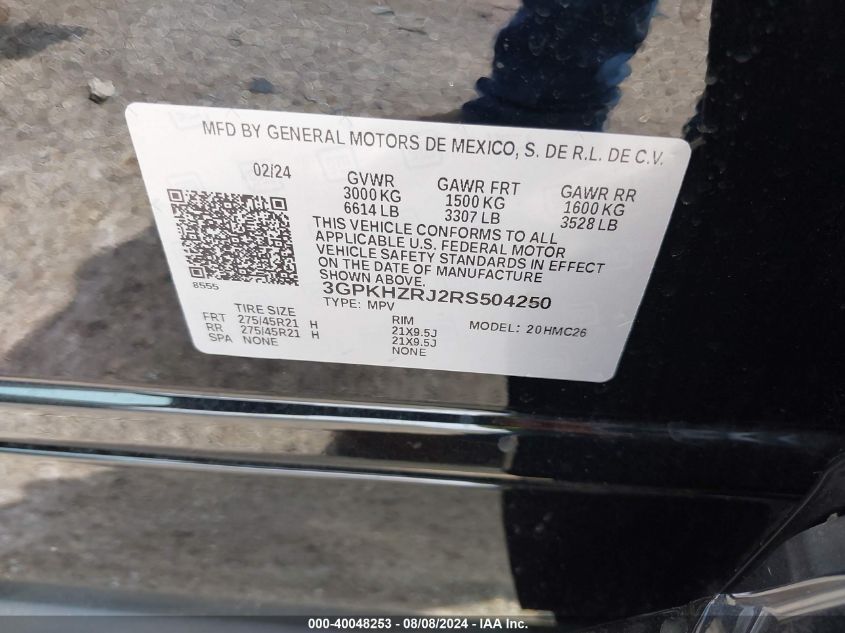 MFD BY GENERAL MOTORS DE MEXICO, S. DE R.L. DE C.V.
02/24 GVWR GAWR FRT GAWR RR
3000 KG 1500 KG 1600 KG
6614 LB 3307 LB 3528 LB
THIS VEHICLE CONFORMS TO ALL
APPLICABLE U.S. FEDERAL MOTOR
VEHICLE SAFETY STANDARDS IN EFFECT
ON THE DATE OF MANUFACTURE
SHOWN ABOVE.
8555
3GPKHZRJ2RS504250
TYPE: MPV
TIRE SIZE RIM MODEL: 20HMC26
FRT 275/45R21 H 21X9.5J
RR 275/45R21 H 21X9.5J
SPA NONE NONE
000-40048253 - 08/08/2024 - IAA Inc.